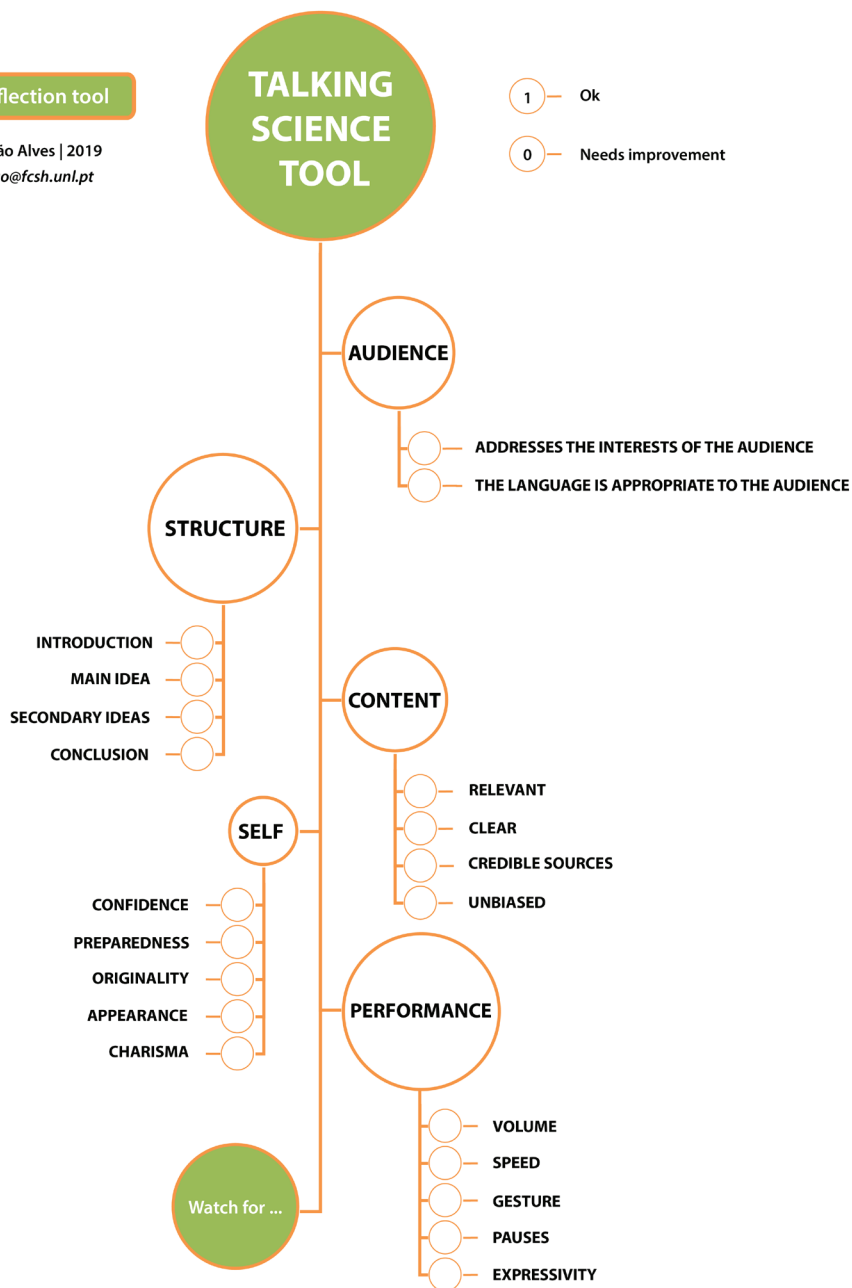 flection tool
TALKING
SCIENCE
TOOL
1 Ok
0 Needs improvement
ão Alves | 2019
o@fcsh.unl.pt
AUDIENCE
ADDRESSES THE INTERESTS OF THE AUDIENCE
THE LANGUAGE IS APPROPRIATE TO THE AUDIENCE
STRUCTURE
INTRODUCTION
MAIN IDEA
SECONDARY IDEAS
CONCLUSION
CONTENT
RELEVANT
CLEAR
CREDIBLE SOURCES
UNBIASED
SELF
CONFIDENCE
PREPAREDNESS
ORIGINALITY
APPEARANCE
CHARISMA
PERFORMANCE
VOLUME
SPEED
GESTURE
PAUSES
EXPRESSIVITY
Watch for ...